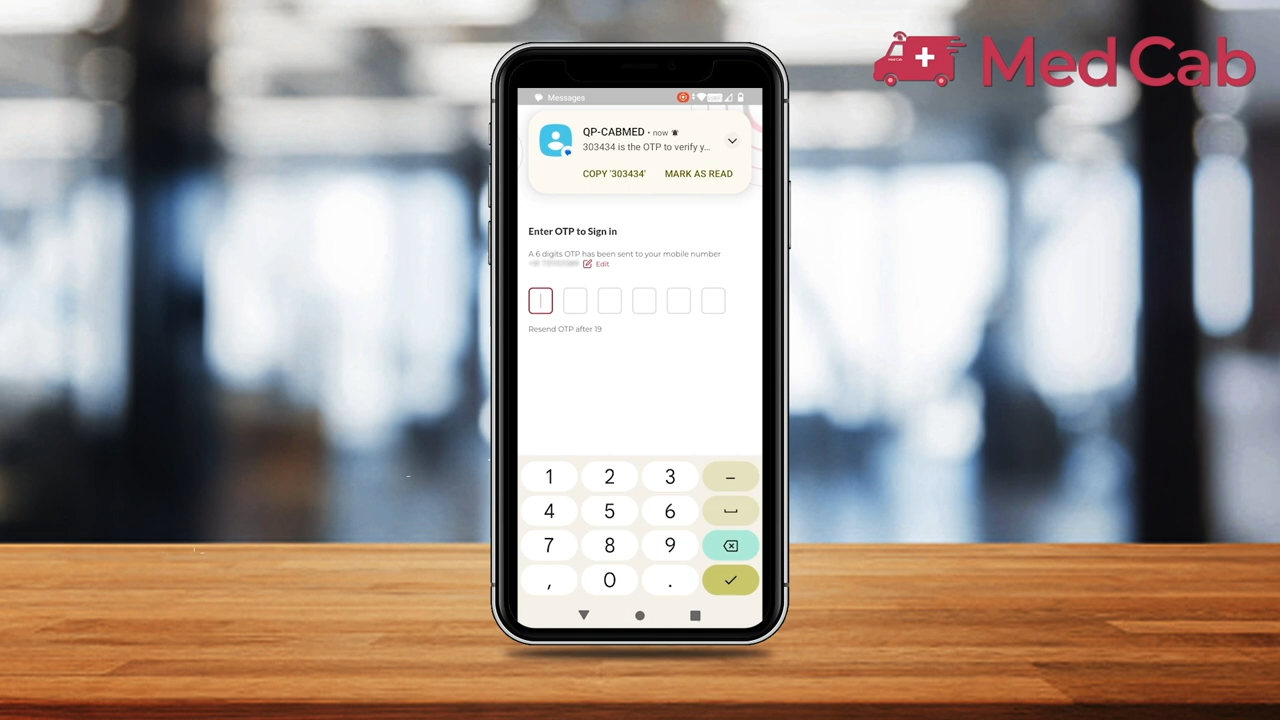 Med Cab
Messages
QP-CABMED • now
303434 is the OTP to verify y...
COPY '303434' MARK AS READ
Enter OTP to Sign in
A 6 digits OTP has been sent to your mobile number
Edit
Resend OTP after 19
1 2 3 –
4 5 6
7 8 9
, 0 .